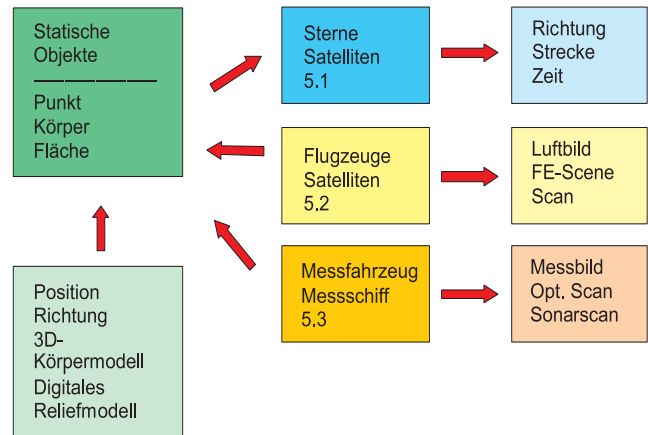 Statische
Objekte
Punkt
Körper
Fläche
Sterne
Satelliten
5.1
Richtung
Strecke
Zeit
Flugzeuge
Satelliten
5.2
Luftbild
FE-Scene
Scan
Position
Richtung
3D-
Körpermodell
Digitales
Reliefmodell
Messfahrzeug
Messschiff
5.3
Messbild
Opt. Scan
Sonarscan